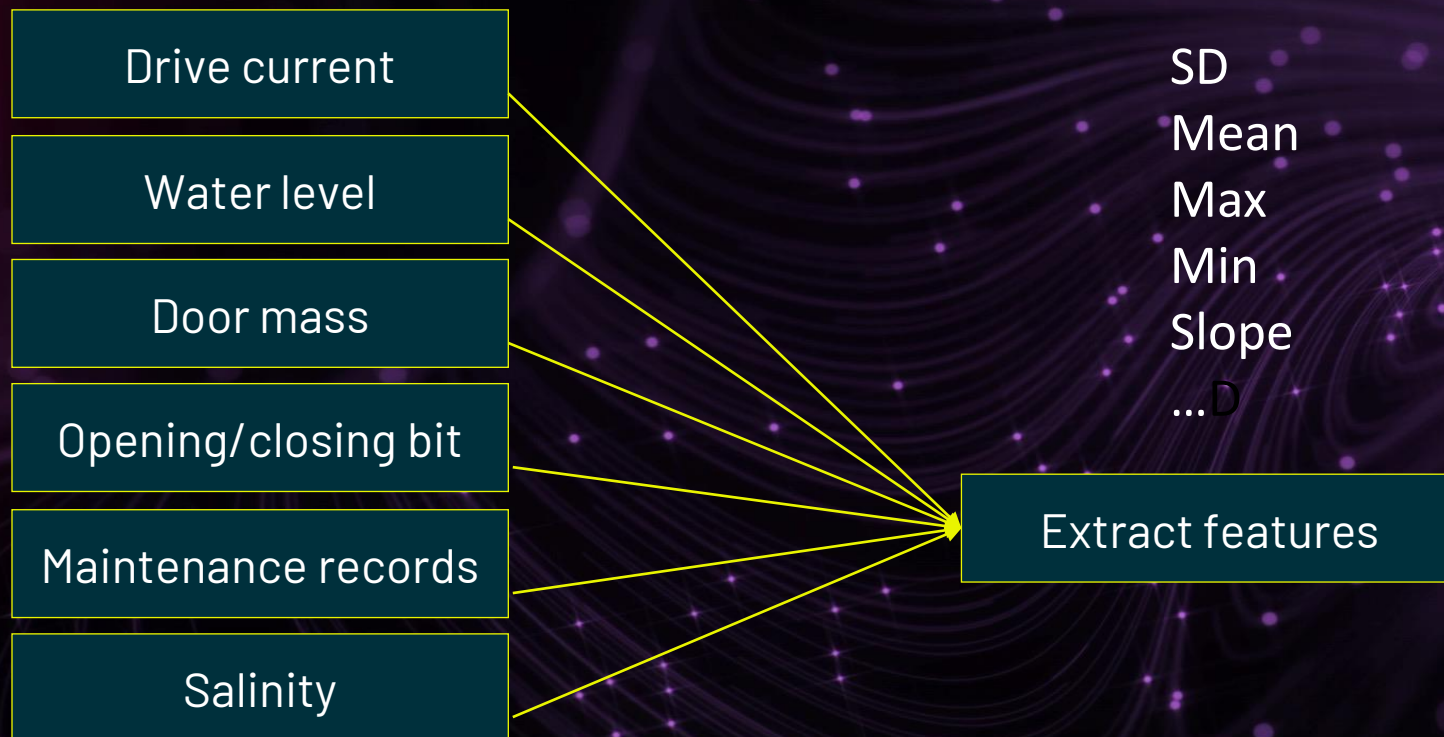 Drive current
Water level
Door mass
Opening/closing bit
Maintenance records
Salinity
SD
Mean
Max
Min
Slope
...D
Extract features